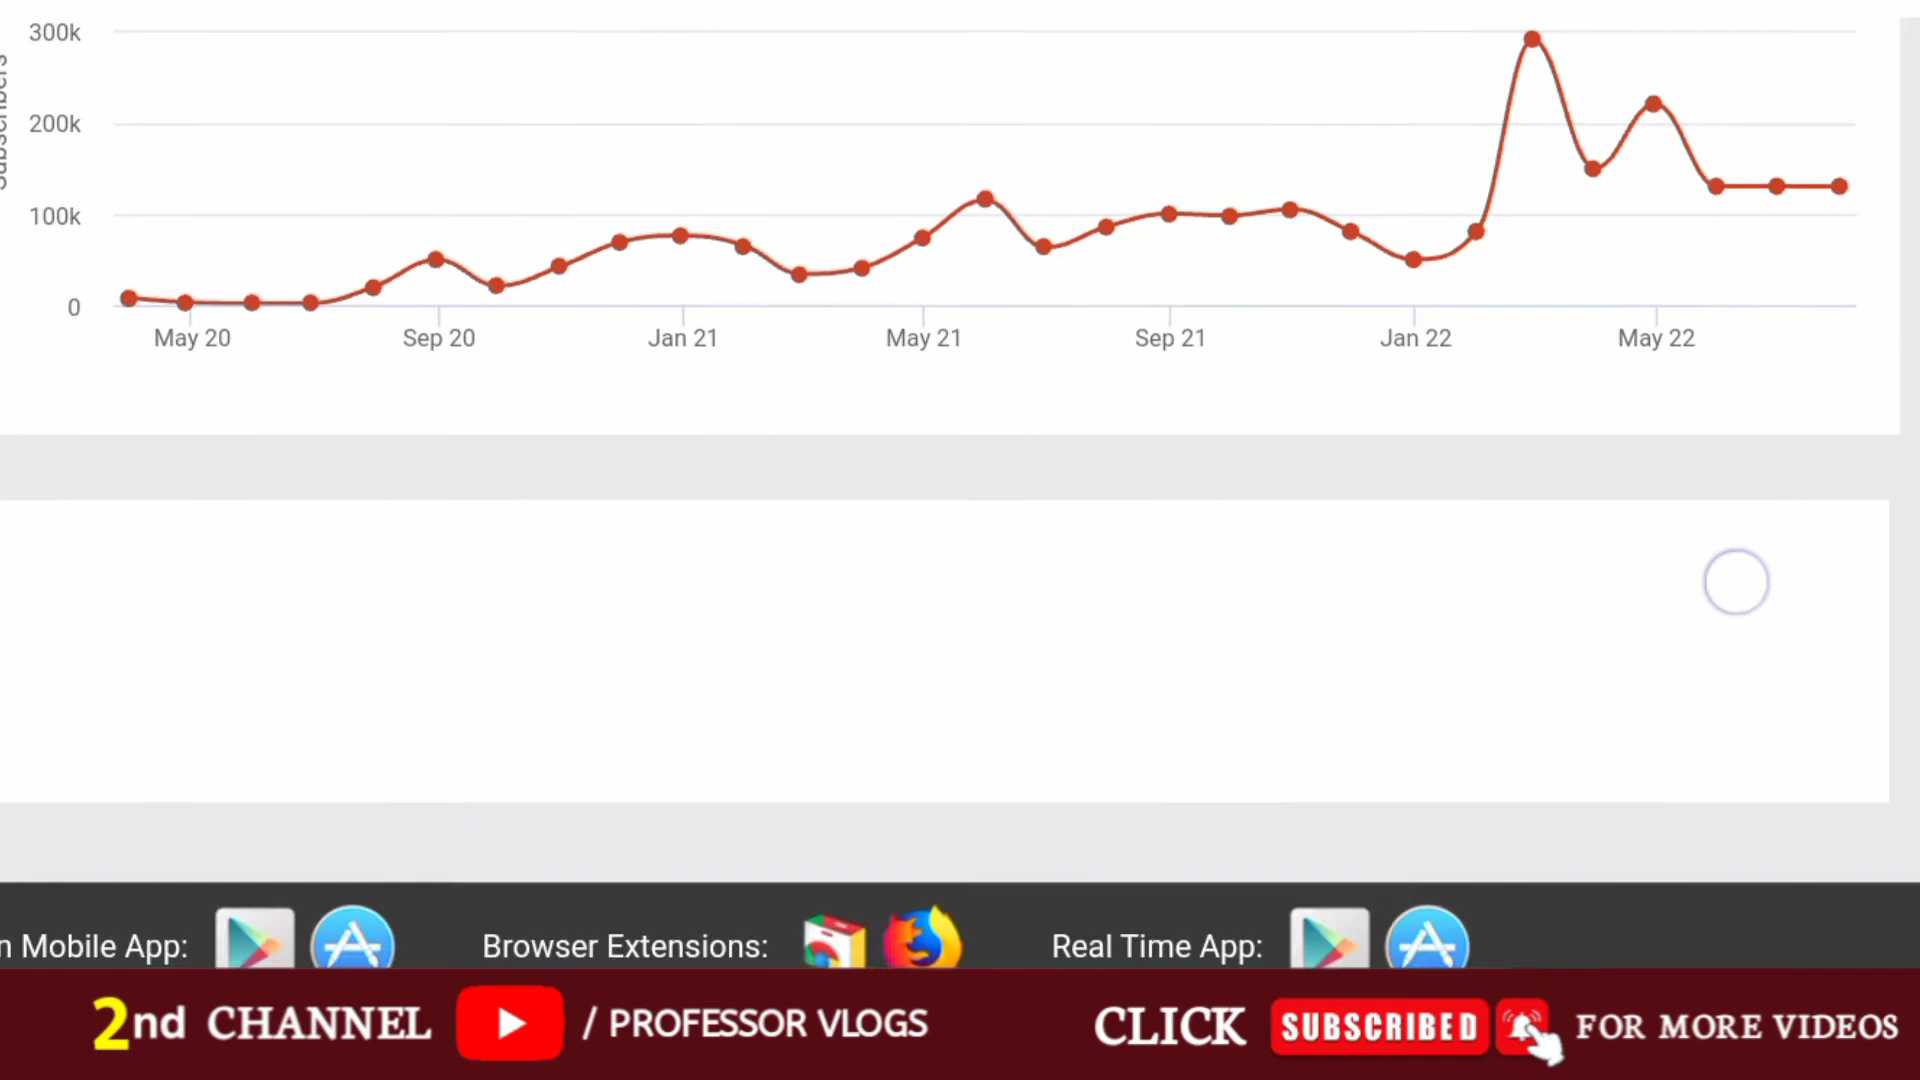 300k
Subscribers
200k
100k
0
May 20 Sep 20 Jan 21 May 21 Sep 21 Jan 22 May 22
n Mobile App: Browser Extensions: Real Time App:
2nd CHANNEL / PROFESSOR VLOGS CLICK SUBSCRIBED FOR MORE VIDEOS